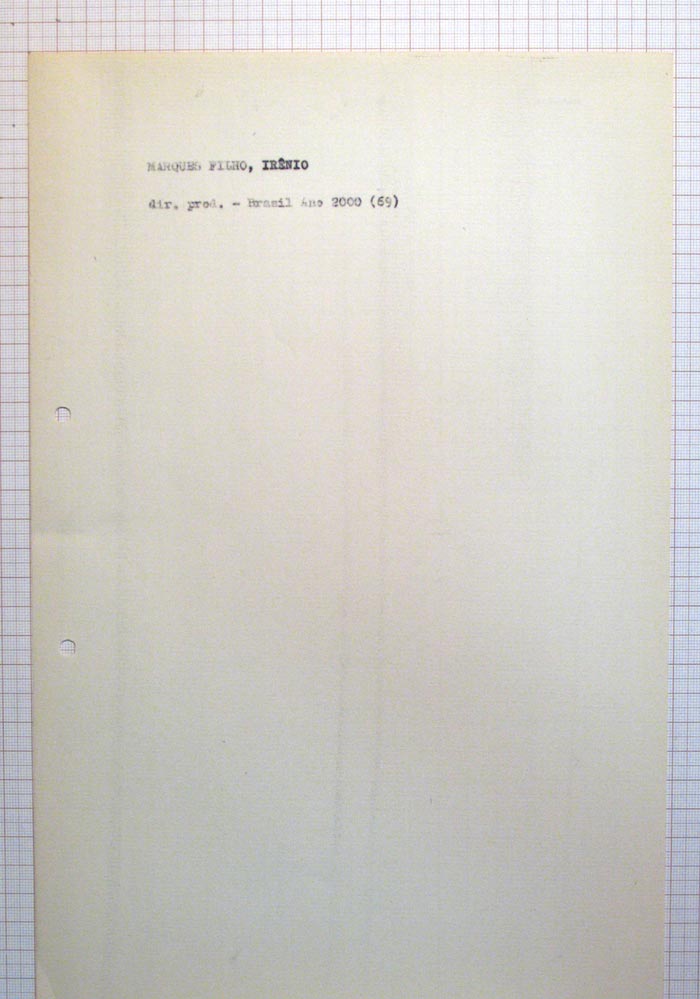 MARQUES FILHO, IRÊNIO
dir. prod. - Brasil Ano 2000 (69)